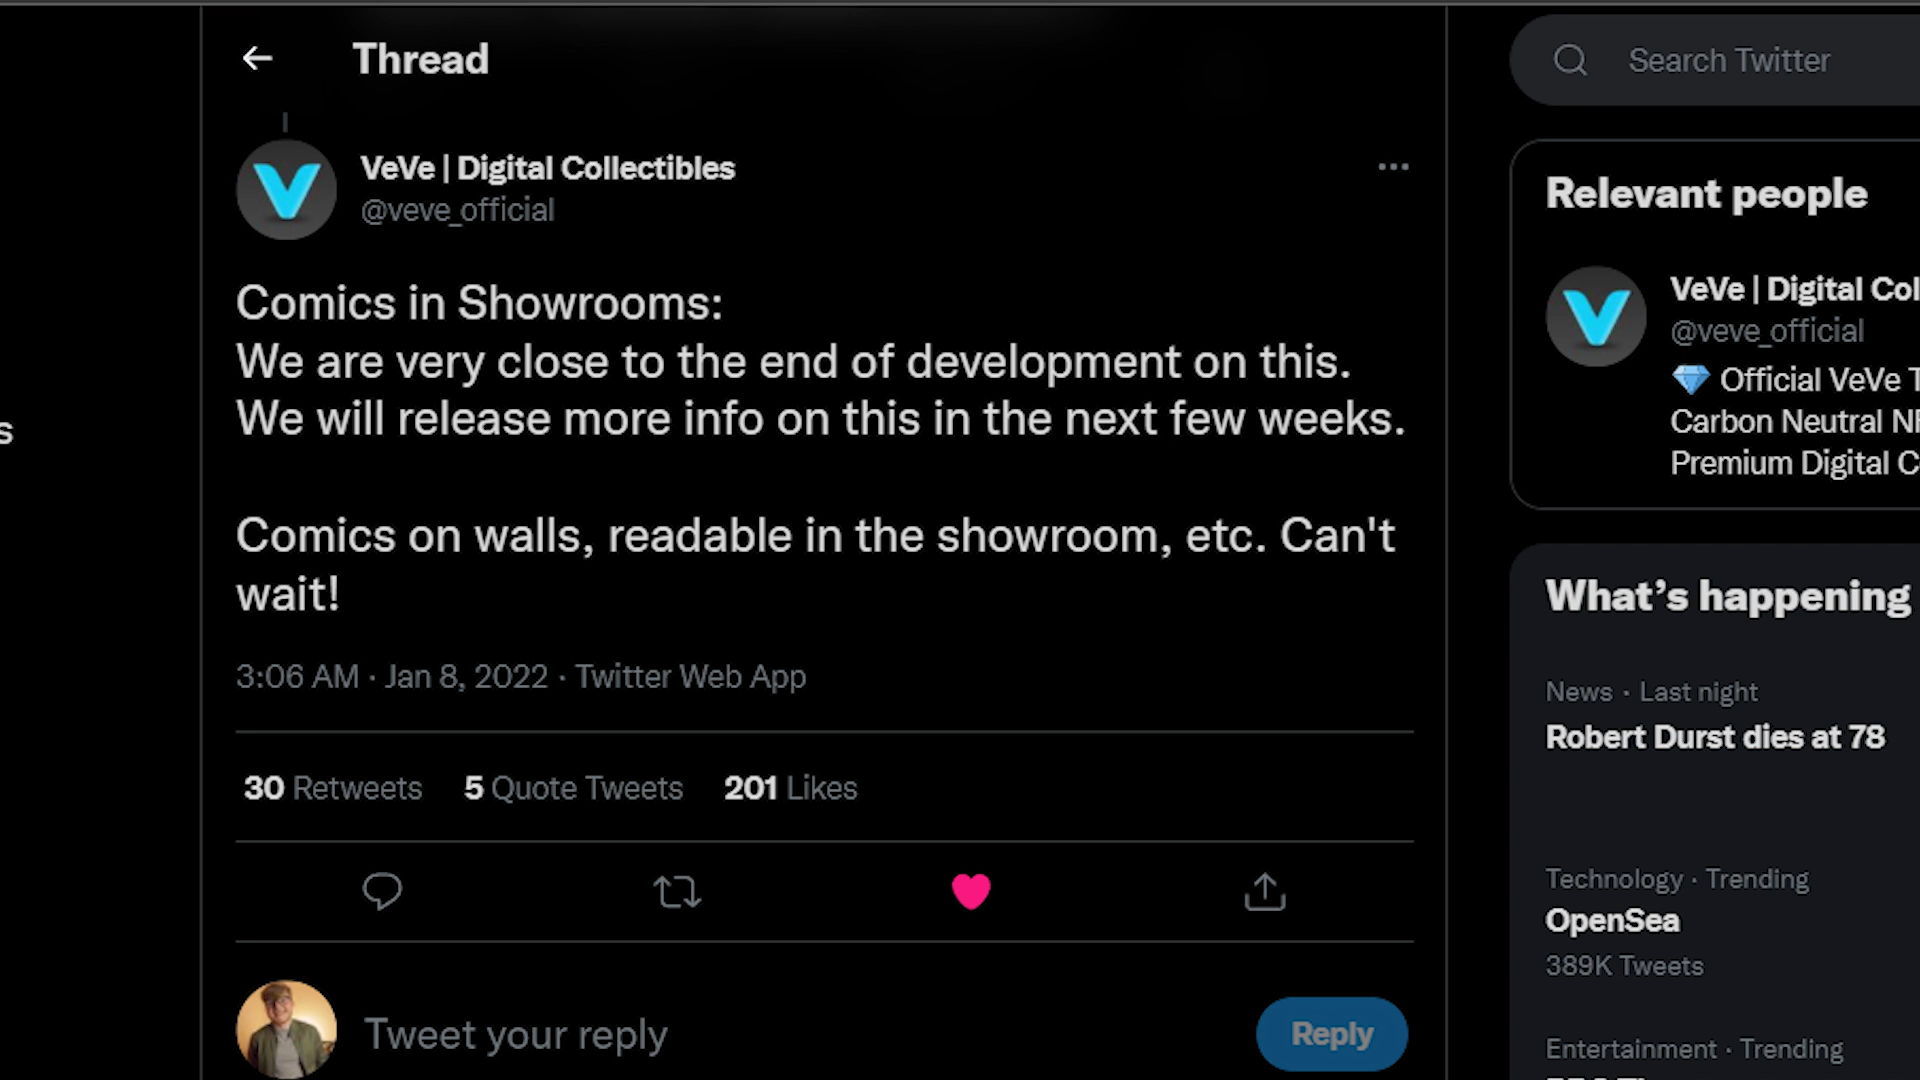 Thread
Search Twitter
VeVe | Digital Collectibles
@veve_official
Comics in Showrooms:
We are very close to the end of development on this.
We will release more info on this in the next few weeks.
Comics on walls, readable in the showroom, etc. Can't
wait!
3:06 AM · Jan 8, 2022 · Twitter Web App
30 Retweets 5 Quote Tweets 201 Likes
Tweet your reply
Reply
Relevant people
VeVe | Digital Col
@veve_official
Official VeVe T
Carbon Neutral NF
Premium Digital C
What's happening
News · Last night
Robert Durst dies at 78
Technology · Trending
OpenSea
389K Tweets
Entertainment · Trending
s